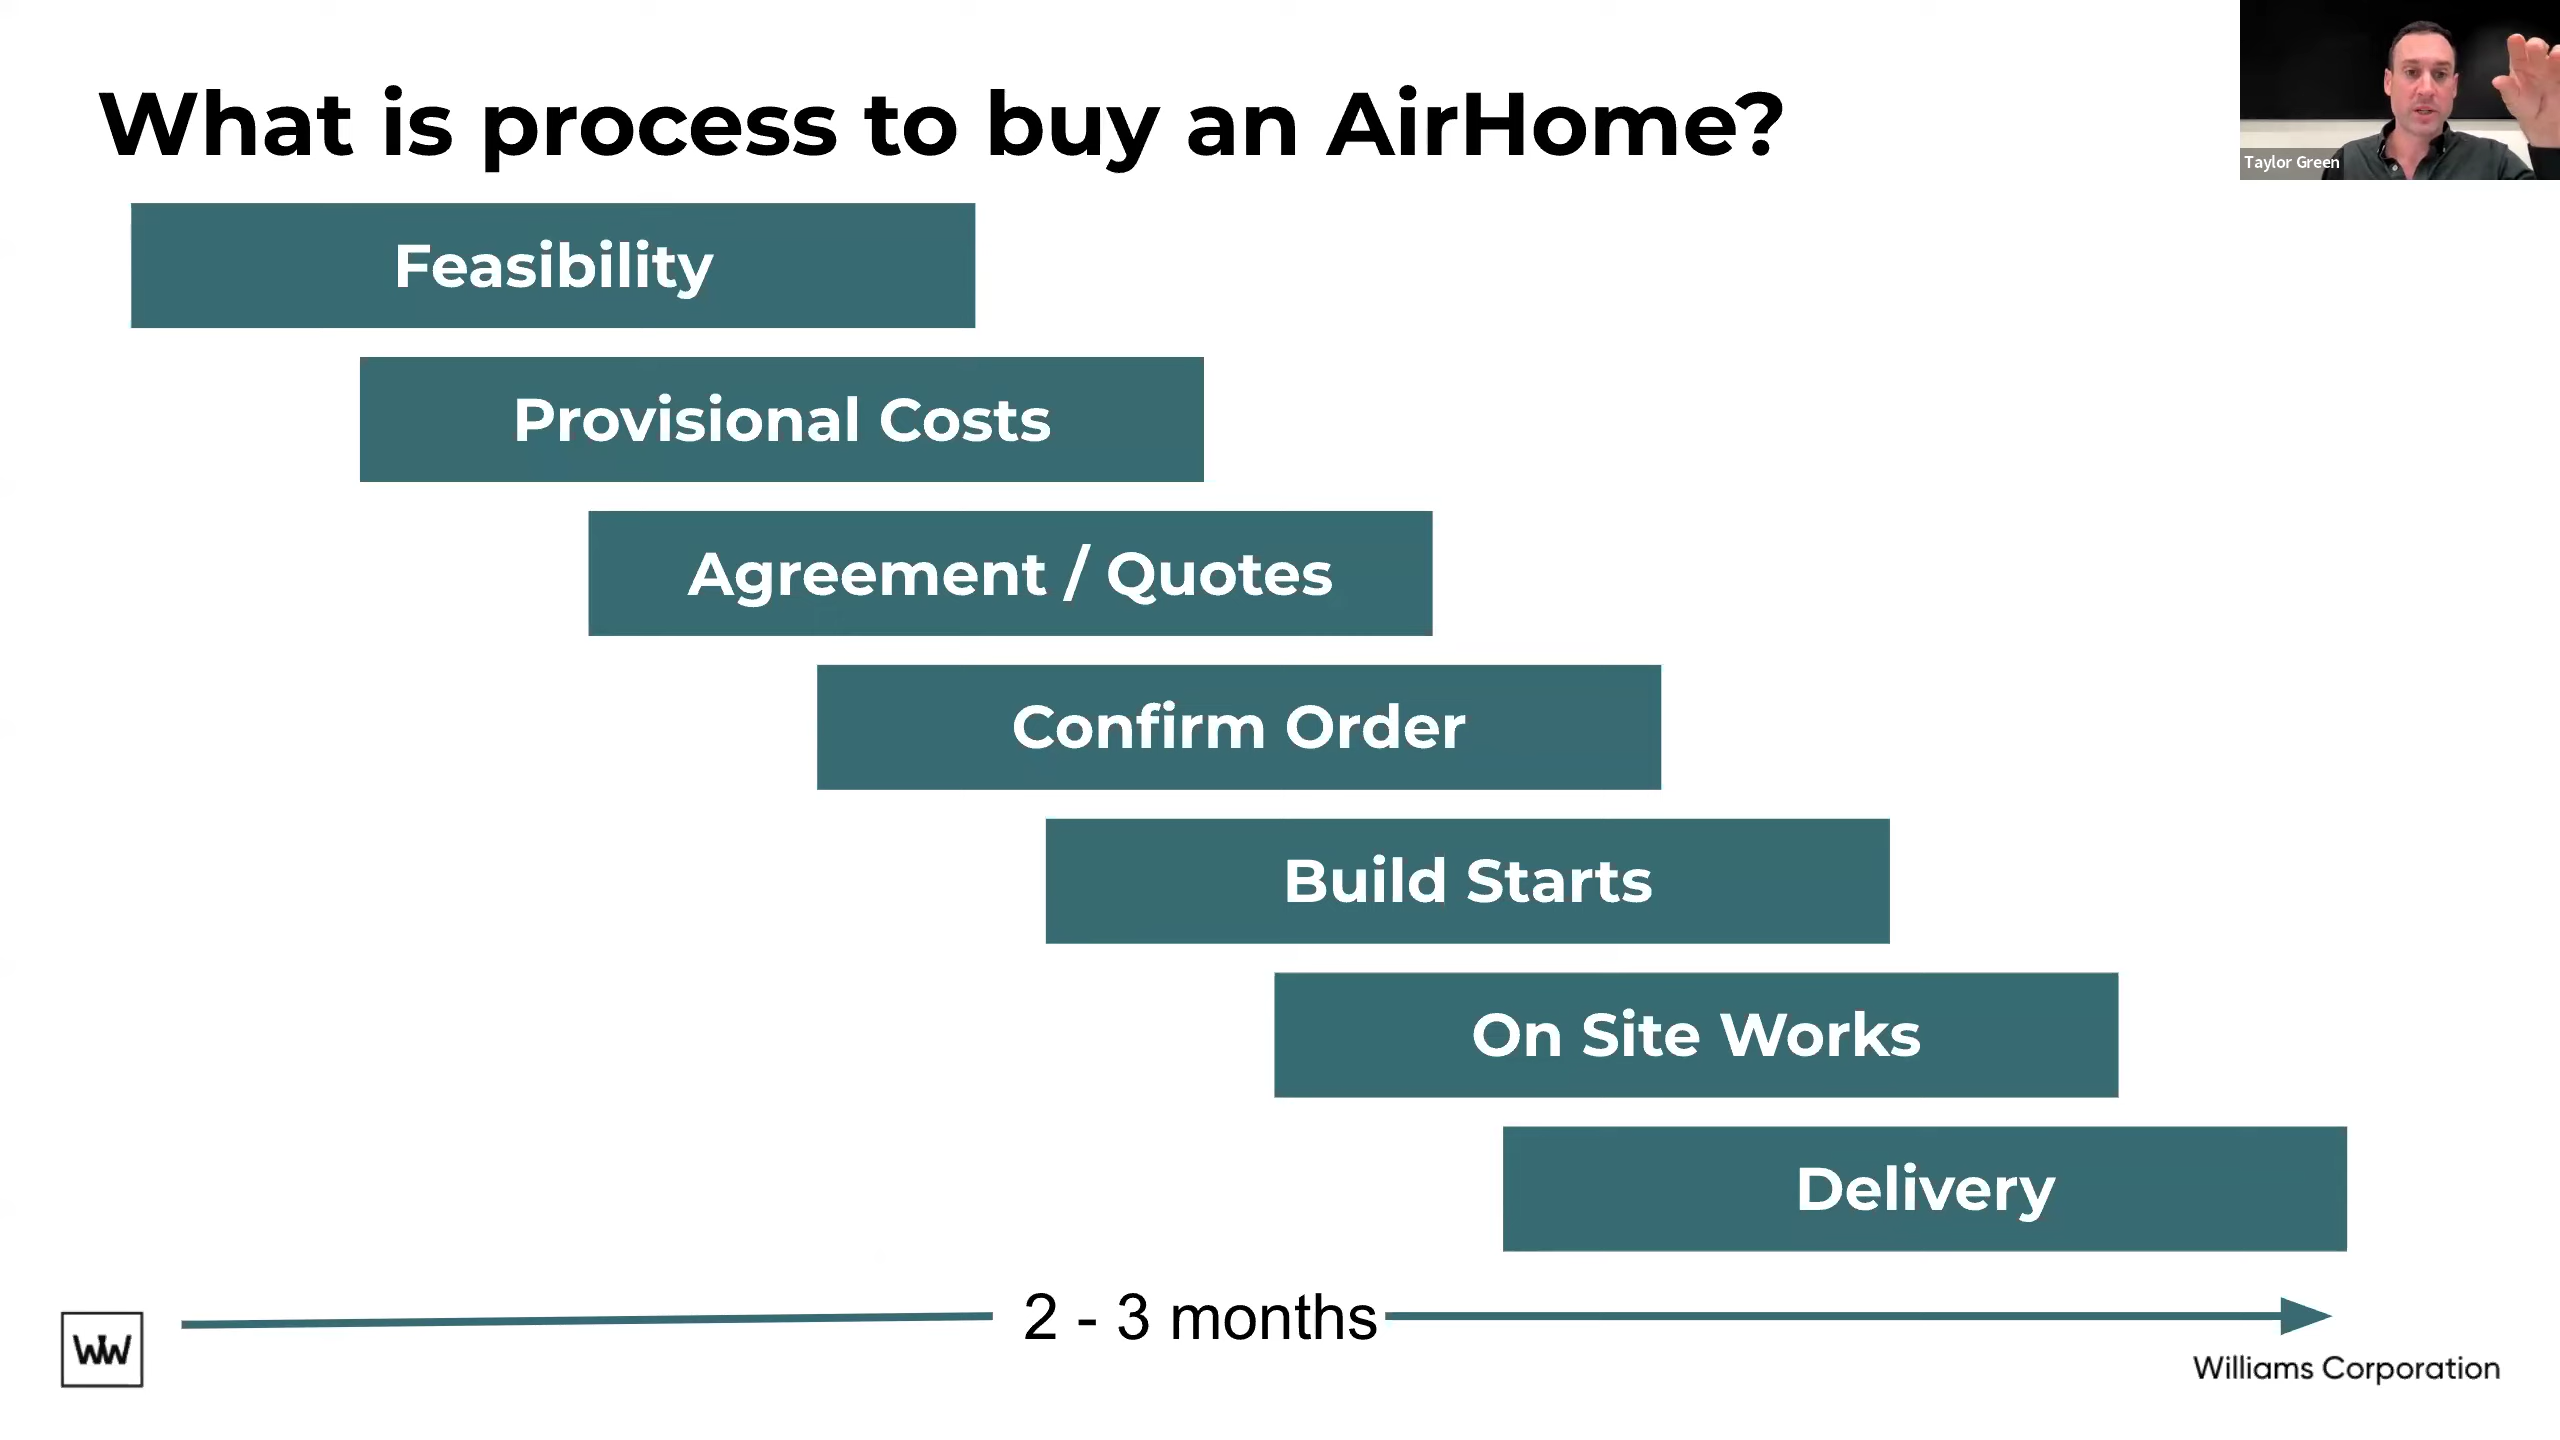 What is process to buy an AirHome?
Taylor Green
Feasibility
Provisional Costs
Agreement / Quotes
Confirm Order
Build Starts
On Site Works
Delivery
2 - 3 months
WW
Williams Corporation